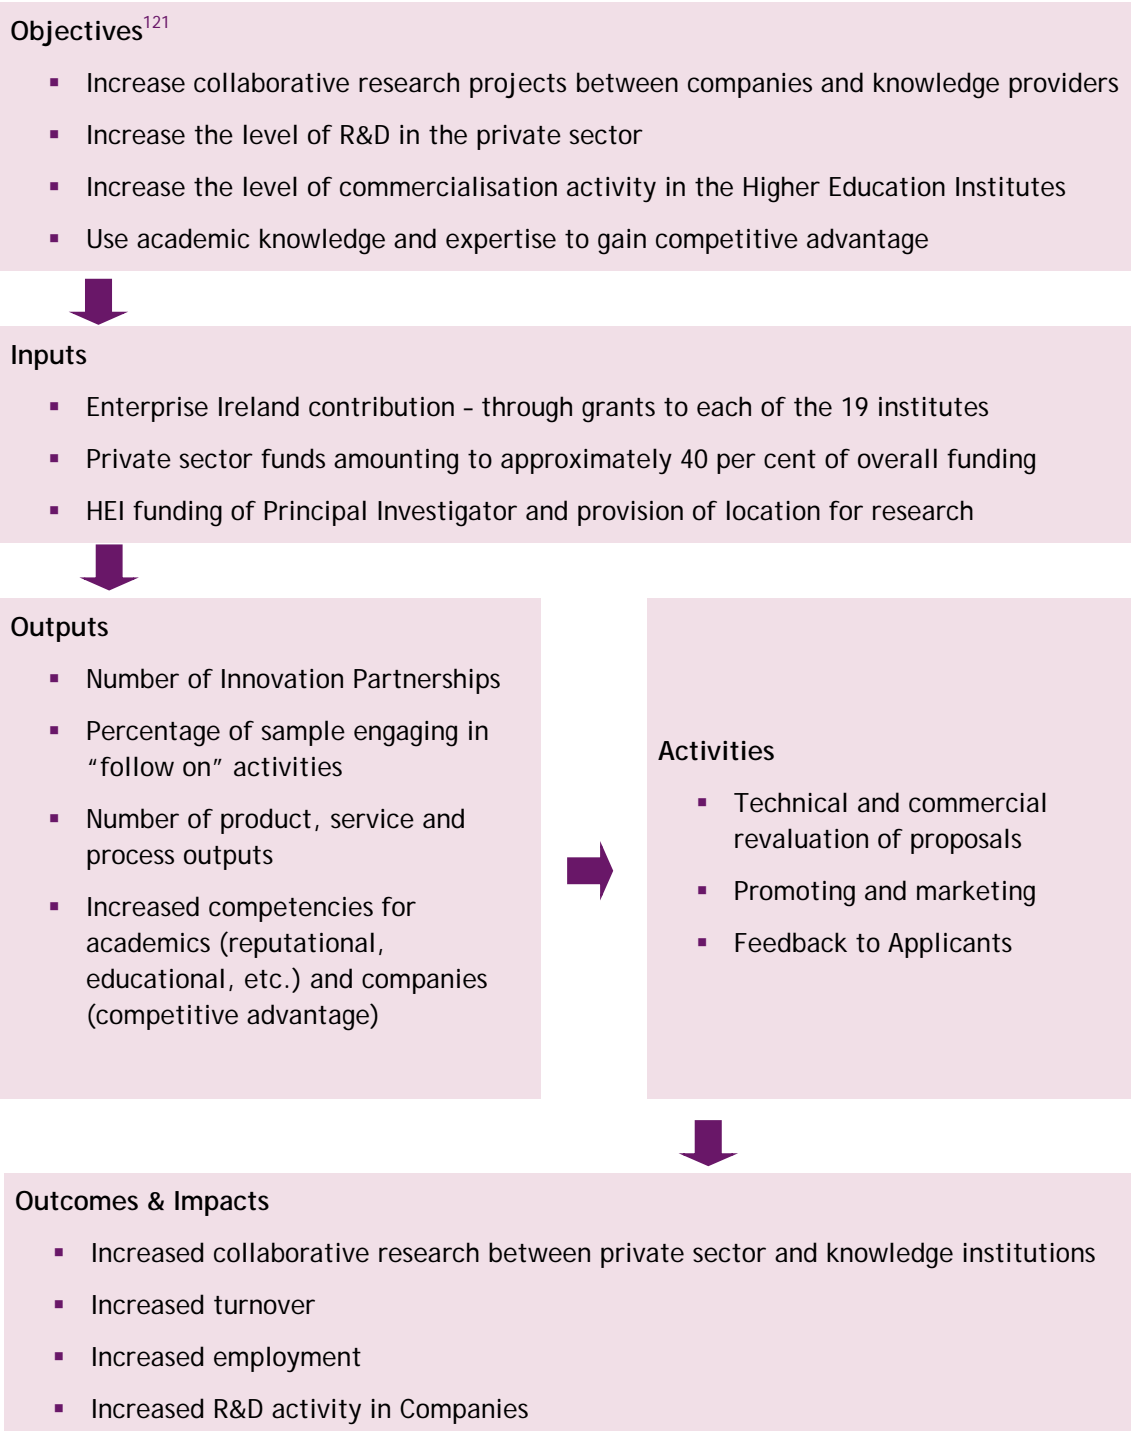 Objectives121
▪ Increase collaborative research projects between companies and knowledge providers
▪ Increase the level of R&D in the private sector
▪ Increase the level of commercialisation activity in the Higher Education Institutes
▪ Use academic knowledge and expertise to gain competitive advantage
Inputs
▪ Enterprise Ireland contribution – through grants to each of the 19 institutes
▪ Private sector funds amounting to approximately 40 per cent of overall funding
▪ HEI funding of Principal Investigator and provision of location for research
Outputs
▪ Number of Innovation Partnerships
▪ Percentage of sample engaging in
“follow on” activities
▪ Number of product, service and
process outputs
▪ Increased competencies for
academics (reputational,
educational, etc.) and companies
(competitive advantage)
Activities
▪ Technical and commercial
revaluation of proposals
▪ Promoting and marketing
▪ Feedback to Applicants
Outcomes & Impacts
▪ Increased collaborative research between private sector and knowledge institutions
▪ Increased turnover
▪ Increased employment
▪ Increased R&D activity in Companies